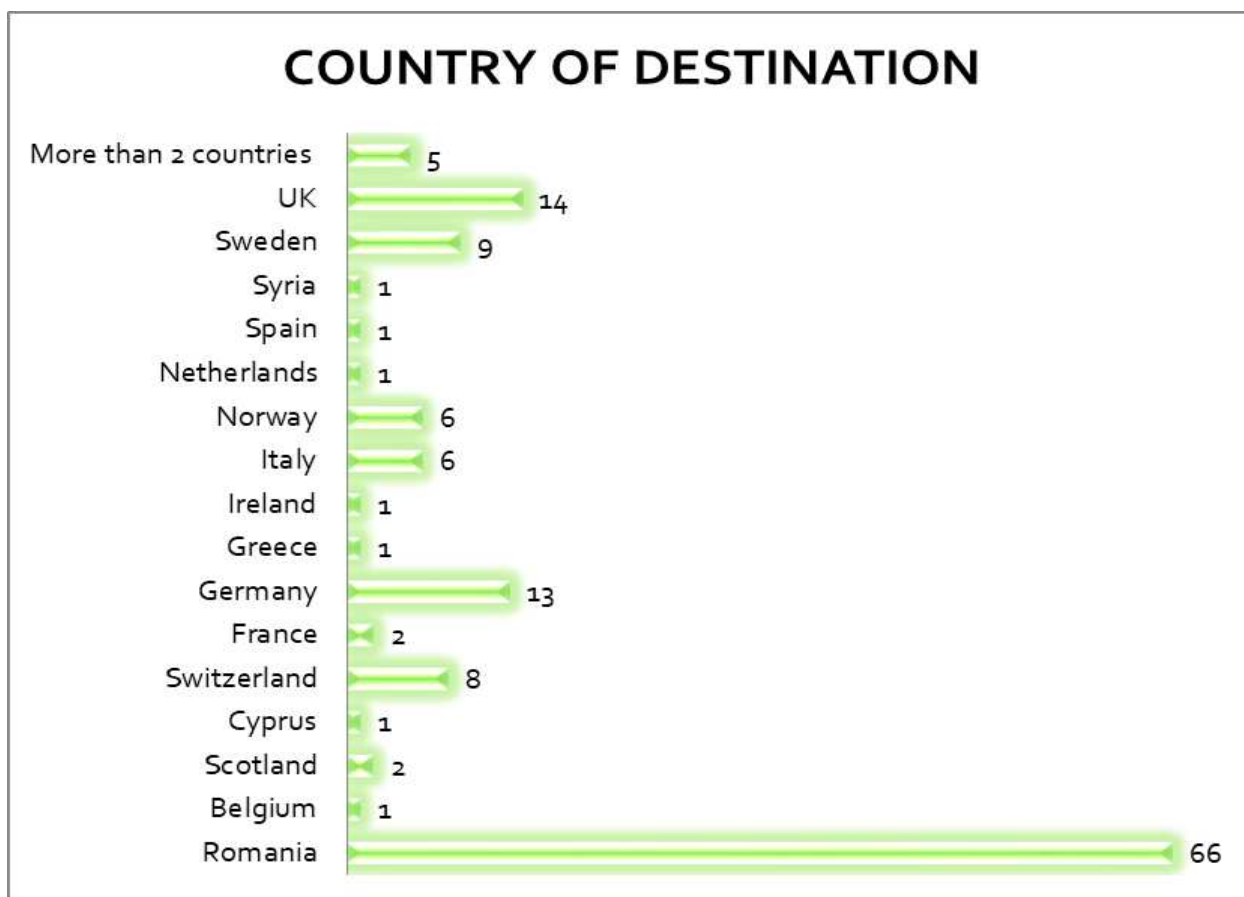 COUNTRY OF DESTINATION
More than 2 countries 5
UK 14
Sweden 9
Syria 1
Spain 1
Netherlands 1
Norway 6
Italy 6
Ireland 1
Greece 1
Germany 13
France 2
Switzerland 8
Cyprus 1
Scotland 2
Belgium 1
Romania 66